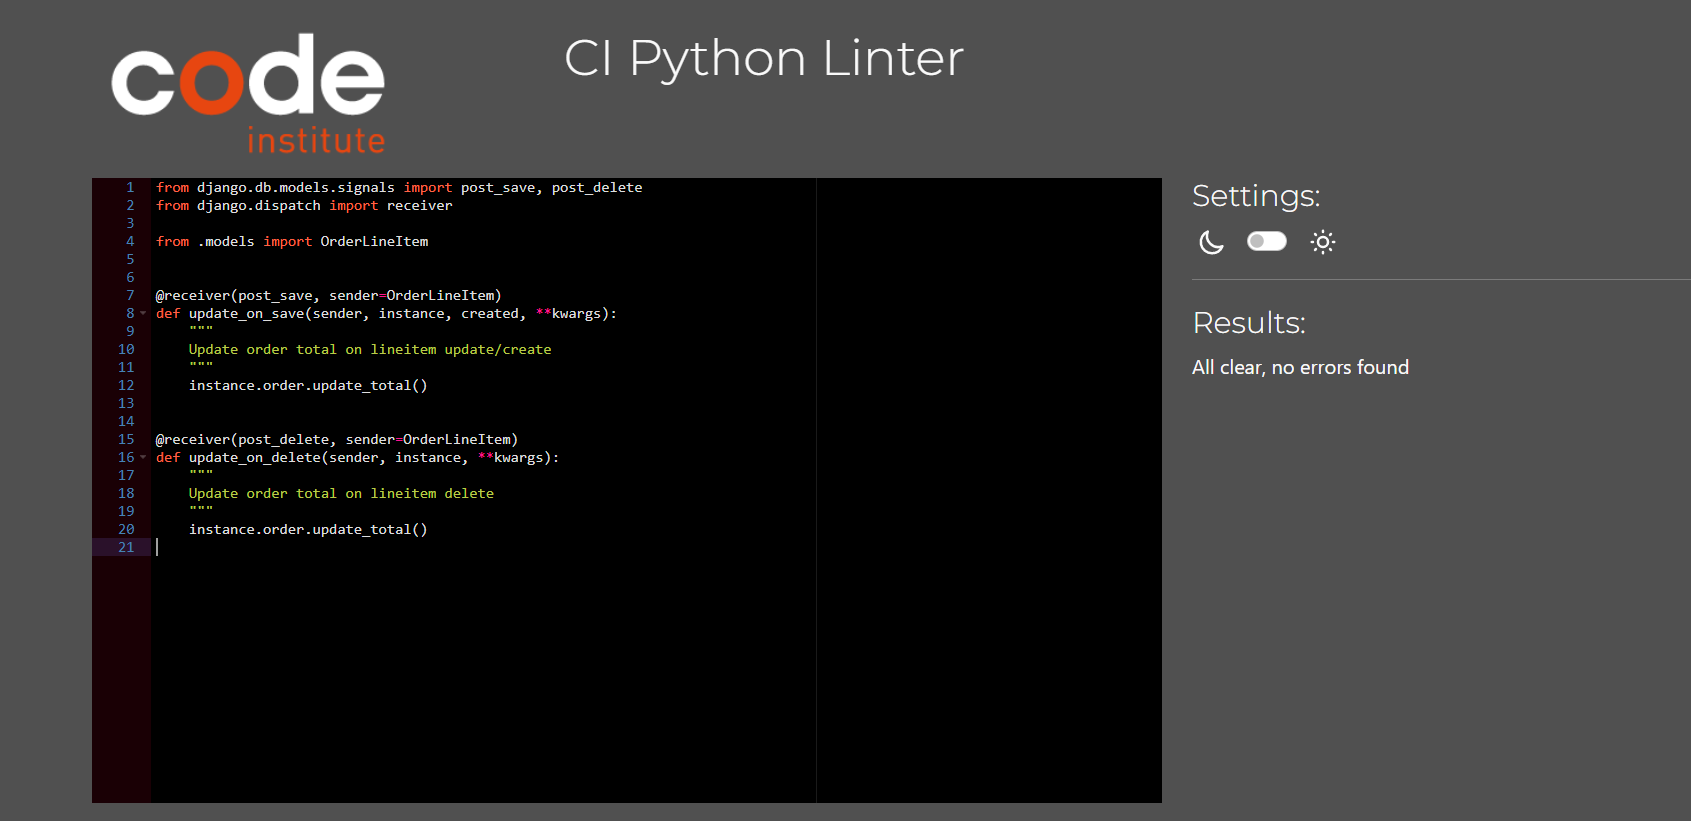 code
institute
CI Python Linter
1 from django.db.models.signals import post_save, post_delete
2 from django.dispatch import receiver
3
4 from .models import OrderLineItem
5
6
7 @receiver(post_save, sender=OrderLineItem)
8 def update_on_save(sender, instance, created, **kwargs):
9     """
10     Update order total on lineitem update/create
11     """
12     instance.order.update_total()
13
14
15 @receiver(post_delete, sender=OrderLineItem)
16 def update_on_delete(sender, instance, **kwargs):
17     """
18     Update order total on lineitem delete
19     """
20     instance.order.update_total()
21
Settings:
Results:
All clear, no errors found